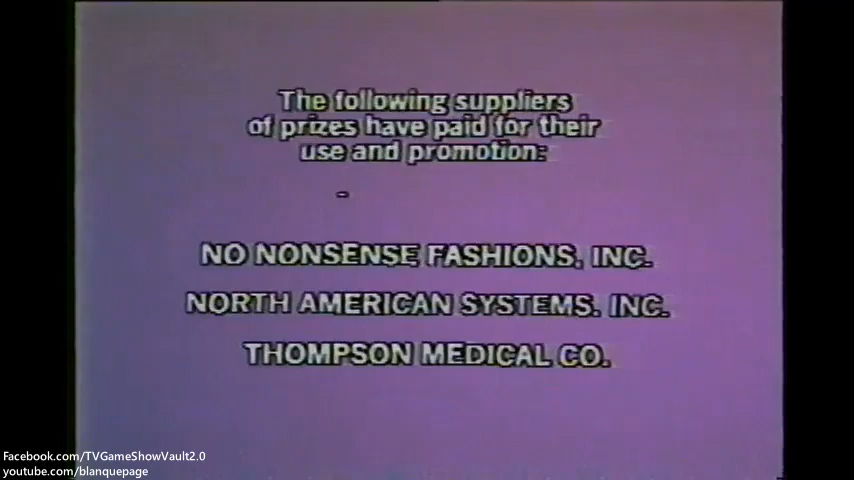 The following suppliers
of prizes have paid for their
use and promotion:
-
NO NONSENSE FASHIONS, INC.
NORTH AMERICAN SYSTEMS, INC.
THOMPSON MEDICAL CO.
Facebook.com/TVGameShowVault2.0
youtube.com/blanquepage